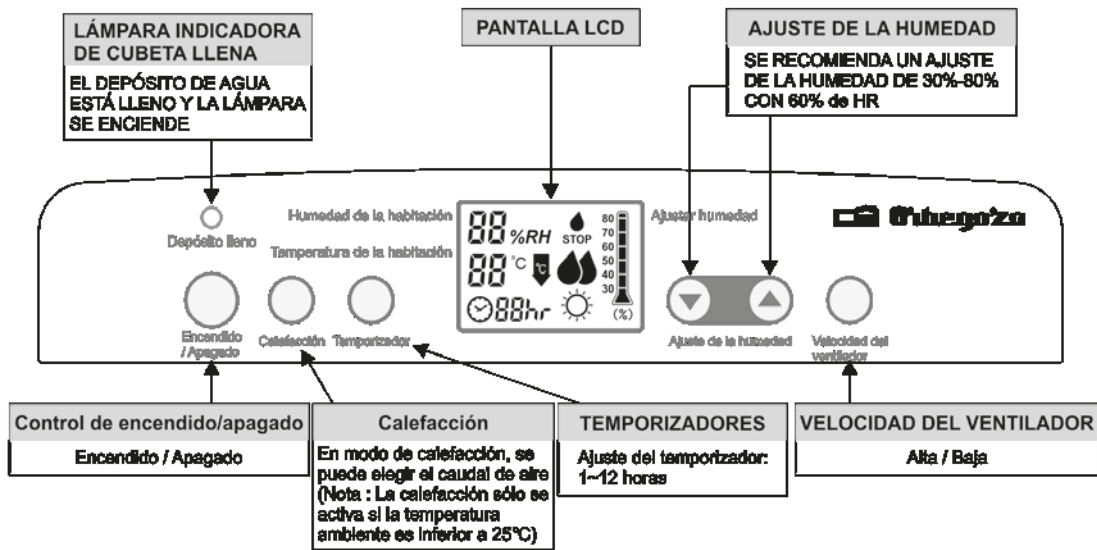 LÁMPARA INDICADORA
DE CUBETA LLENA
EL DEPÓSITO DE AGUA
ESTÁ LLENO Y LA LÁMPARA
SE ENCIENDE
PANTALLA LCD
AJUSTE DE LA HUMEDAD
SE RECOMIENDA UN AJUSTE
DE LA HUMEDAD DE 30%-80%
CON 60% de HR
Depósito lleno
Humedad de la habitación
Temperatura de la habitación
88 %RH
STOP
88 °C
°C
88hr
80
70
60
50
40
30
(%)
Ajustar humedad
Orbegozo
Encendido
/ Apagado
Calefacción
Temporizador
Ajuste de la humedad
Velocidad del
ventilador
Control de encendido/apagado
Encendido / Apagado
Calefacción
En modo de calefacción, se
puede elegir el caudal de aire
(Nota : La calefacción sólo se
activa si la temperatura
ambiente es inferior a 25°C)
TEMPORIZADORES
Ajuste del temporizador:
1~12 horas
VELOCIDAD DEL VENTILADOR
Alta / Baja